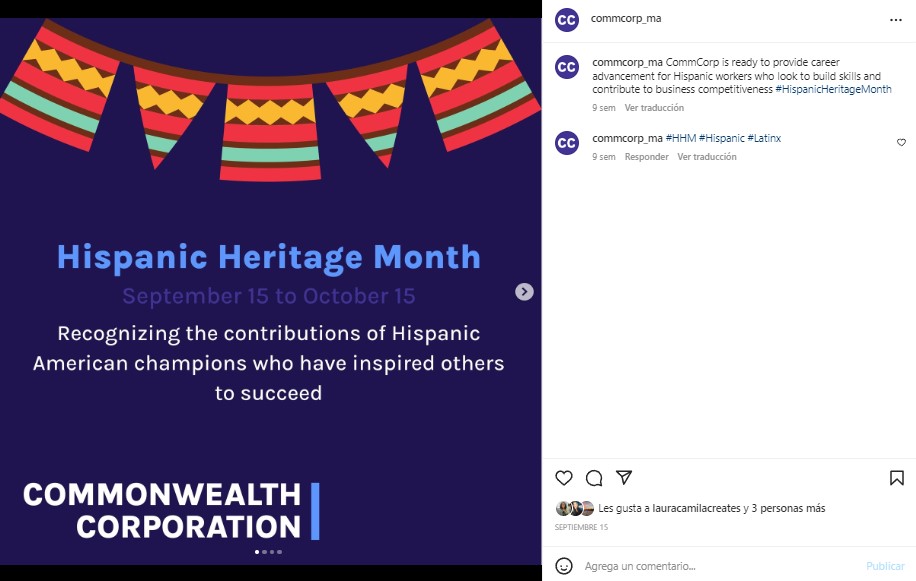 Hispanic Heritage Month
September 15 to October 15
Recognizing the contributions of Hispanic
American champions who have inspired others
to succeed
COMMONWEALTH
CORPORATION
CC commcorp_ma
CC commcorp_ma CommCorp is ready to provide career
advancement for Hispanic workers who look to build skills and
contribute to business competitiveness #HispanicHeritageMonth
9 sem Ver traducción
CC commcorp_ma #HHM #Hispanic #Latinx
9 sem Responder Ver traducción
Les gusta a lauracamilacreates y 3 personas más
SEPTIEMBRE 15
Agrega un comentario... Publicar